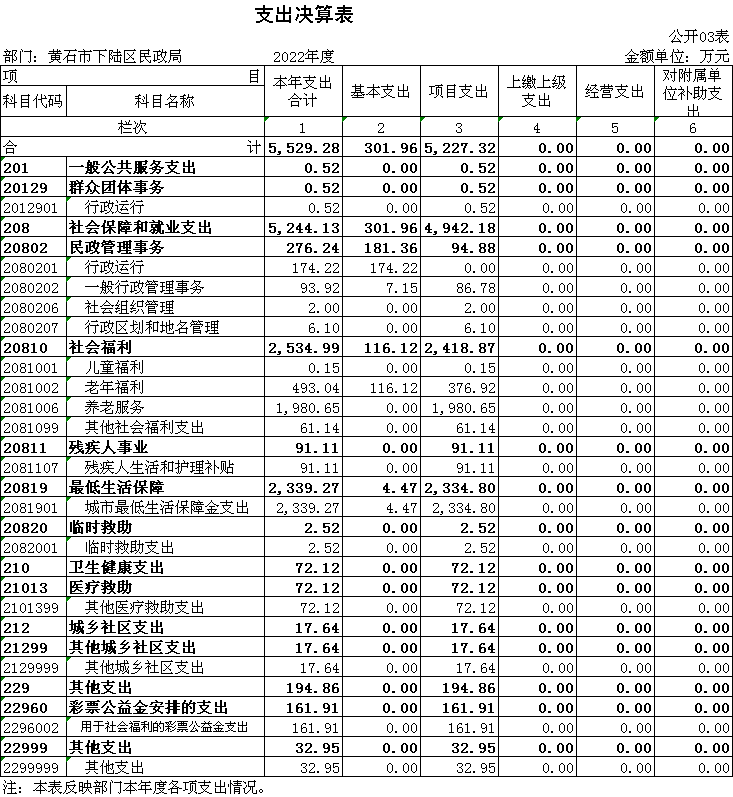 支出决算表
公开03表
部门：黄石市下陆区民政局 2022年度 金额单位：万元
项 目 本年支出合计 基本支出 项目支出 上缴上级支出 经营支出 对附属单位补助支出
科目代码 科目名称
栏次 1 2 3 4 5 6
合 计 5,529.28 301.96 5,227.32 0.00 0.00 0.00
201 一般公共服务支出 0.52 0.00 0.52 0.00 0.00 0.00
20129 群众团体事务 0.52 0.00 0.52 0.00 0.00 0.00
2012901 行政运行 0.52 0.00 0.52 0.00 0.00 0.00
208 社会保障和就业支出 5,244.13 301.96 4,942.18 0.00 0.00 0.00
20802 民政管理事务 276.24 181.36 94.88 0.00 0.00 0.00
2080201 行政运行 174.22 174.22 0.00 0.00 0.00 0.00
2080202 一般行政管理事务 93.92 7.15 86.78 0.00 0.00 0.00
2080206 社会组织管理 2.00 0.00 2.00 0.00 0.00 0.00
2080207 行政区划和地名管理 6.10 0.00 6.10 0.00 0.00 0.00
20810 社会福利 2,534.99 116.12 2,418.87 0.00 0.00 0.00
2081001 儿童福利 0.15 0.00 0.15 0.00 0.00 0.00
2081002 老年福利 493.04 116.12 376.92 0.00 0.00 0.00
2081006 养老服务 1,980.65 0.00 1,980.65 0.00 0.00 0.00
2081099 其他社会福利支出 61.14 0.00 61.14 0.00 0.00 0.00
20811 残疾人事业 91.11 0.00 91.11 0.00 0.00 0.00
2081107 残疾人生活和护理补贴 91.11 0.00 91.11 0.00 0.00 0.00
20819 最低生活保障 2,339.27 4.47 2,334.80 0.00 0.00 0.00
2081901 城市最低生活保障金支出 2,339.27 4.47 2,334.80 0.00 0.00 0.00
20820 临时救助 2.52 0.00 2.52 0.00 0.00 0.00
2082001 临时救助支出 2.52 0.00 2.52 0.00 0.00 0.00
210 卫生健康支出 72.12 0.00 72.12 0.00 0.00 0.00
21013 医疗救助 72.12 0.00 72.12 0.00 0.00 0.00
2101399 其他医疗救助支出 72.12 0.00 72.12 0.00 0.00 0.00
212 城乡社区支出 17.64 0.00 17.64 0.00 0.00 0.00
21299 其他城乡社区支出 17.64 0.00 17.64 0.00 0.00 0.00
2129999 其他城乡社区支出 17.64 0.00 17.64 0.00 0.00 0.00
229 其他支出 194.86 0.00 194.86 0.00 0.00 0.00
22960 彩票公益金安排的支出 161.91 0.00 161.91 0.00 0.00 0.00
2296002 用于社会福利的彩票公益金支出 161.91 0.00 161.91 0.00 0.00 0.00
22999 其他支出 32.95 0.00 32.95 0.00 0.00 0.00
2299999 其他支出 32.95 0.00 32.95 0.00 0.00 0.00
注：本表反映部门本年度各项支出情况。